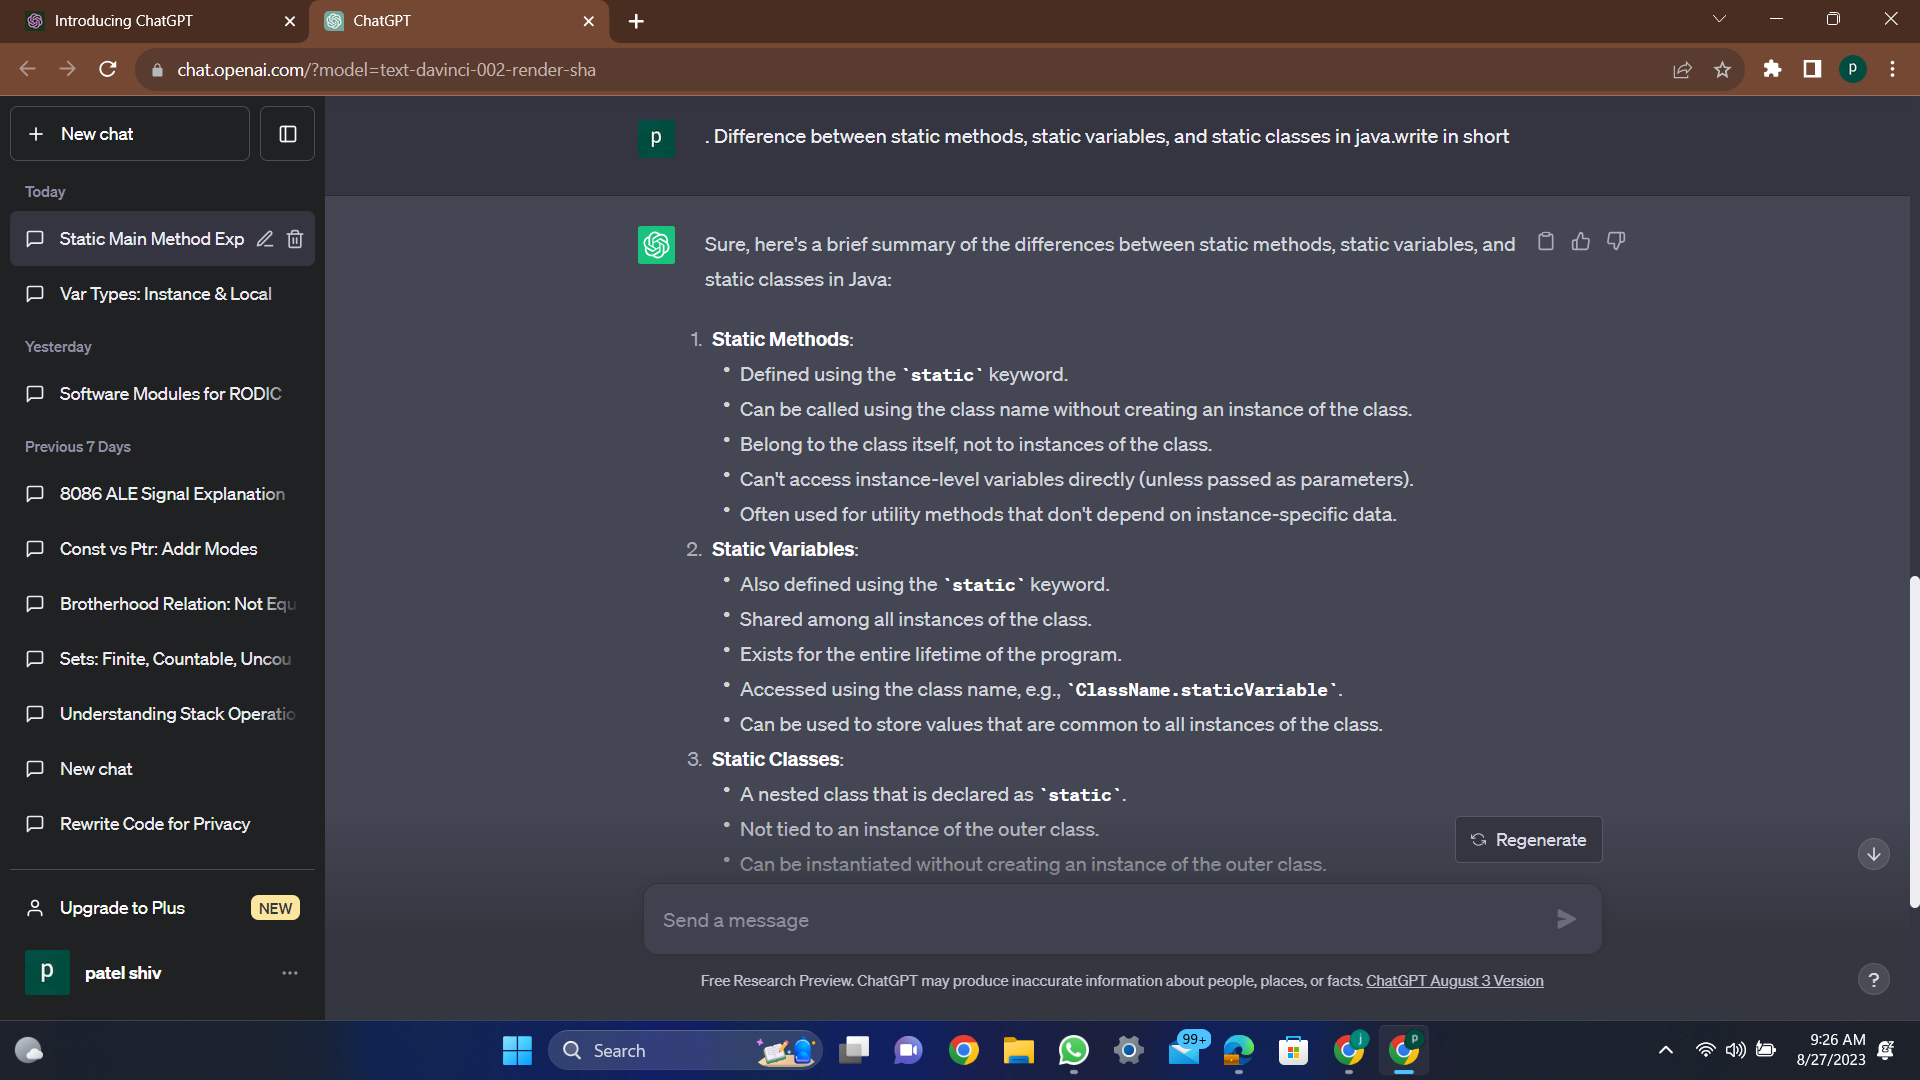 Introducing ChatGPT
ChatGPT
chat.openai.com/?model=text-davinci-002-render-sha
p
New chat
Today
Static Main Method Exp
Var Types: Instance & Local
Yesterday
Software Modules for RODIC
Previous 7 Days
8086 ALE Signal Explanation
Const vs Ptr: Addr Modes
Brotherhood Relation: Not Equ
Sets: Finite, Countable, Uncou
Understanding Stack Operatio
New chat
Rewrite Code for Privacy
Upgrade to Plus NEW
p patel shiv
p . Difference between static methods, static variables, and static classes in java.write in short
Sure, here's a brief summary of the differences between static methods, static variables, and
static classes in Java:
1. Static Methods:
• Defined using the `static` keyword.
• Can be called using the class name without creating an instance of the class.
• Belong to the class itself, not to instances of the class.
• Can't access instance-level variables directly (unless passed as parameters).
• Often used for utility methods that don't depend on instance-specific data.
2. Static Variables:
• Also defined using the `static` keyword.
• Shared among all instances of the class.
• Exists for the entire lifetime of the program.
• Accessed using the class name, e.g., `ClassName.staticVariable`.
• Can be used to store values that are common to all instances of the class.
3. Static Classes:
• A nested class that is declared as `static`.
• Not tied to an instance of the outer class.
• Can be instantiated without creating an instance of the outer class.
Regenerate
Send a message
Free Research Preview. ChatGPT may produce inaccurate information about people, places, or facts. ChatGPT August 3 Version
?
Search
99+
j
P
9:26 AM
8/27/2023